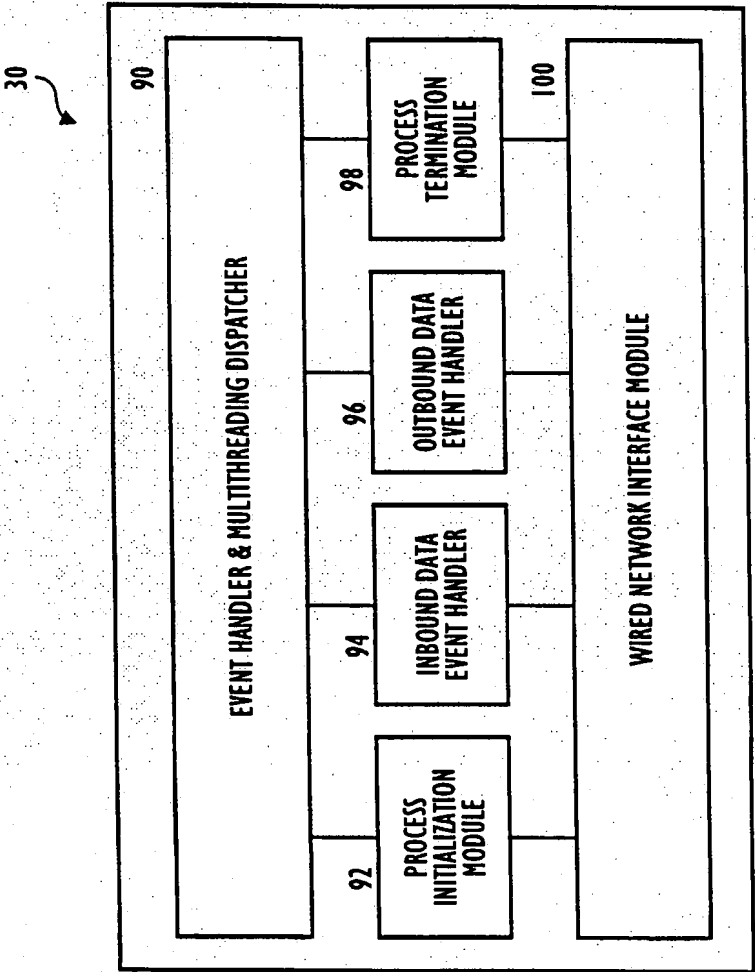 30
90
EVENT HANDLER & MULTITHREADING DISPATCHER
92
PROCESS
INITIALIZATION
MODULE
94
INBOUND DATA
EVENT HANDLER
96
OUTBOUND DATA
EVENT HANDLER
98
PROCESS
TERMINATION
MODULE
100
WIRED NETWORK INTERFACE MODULE